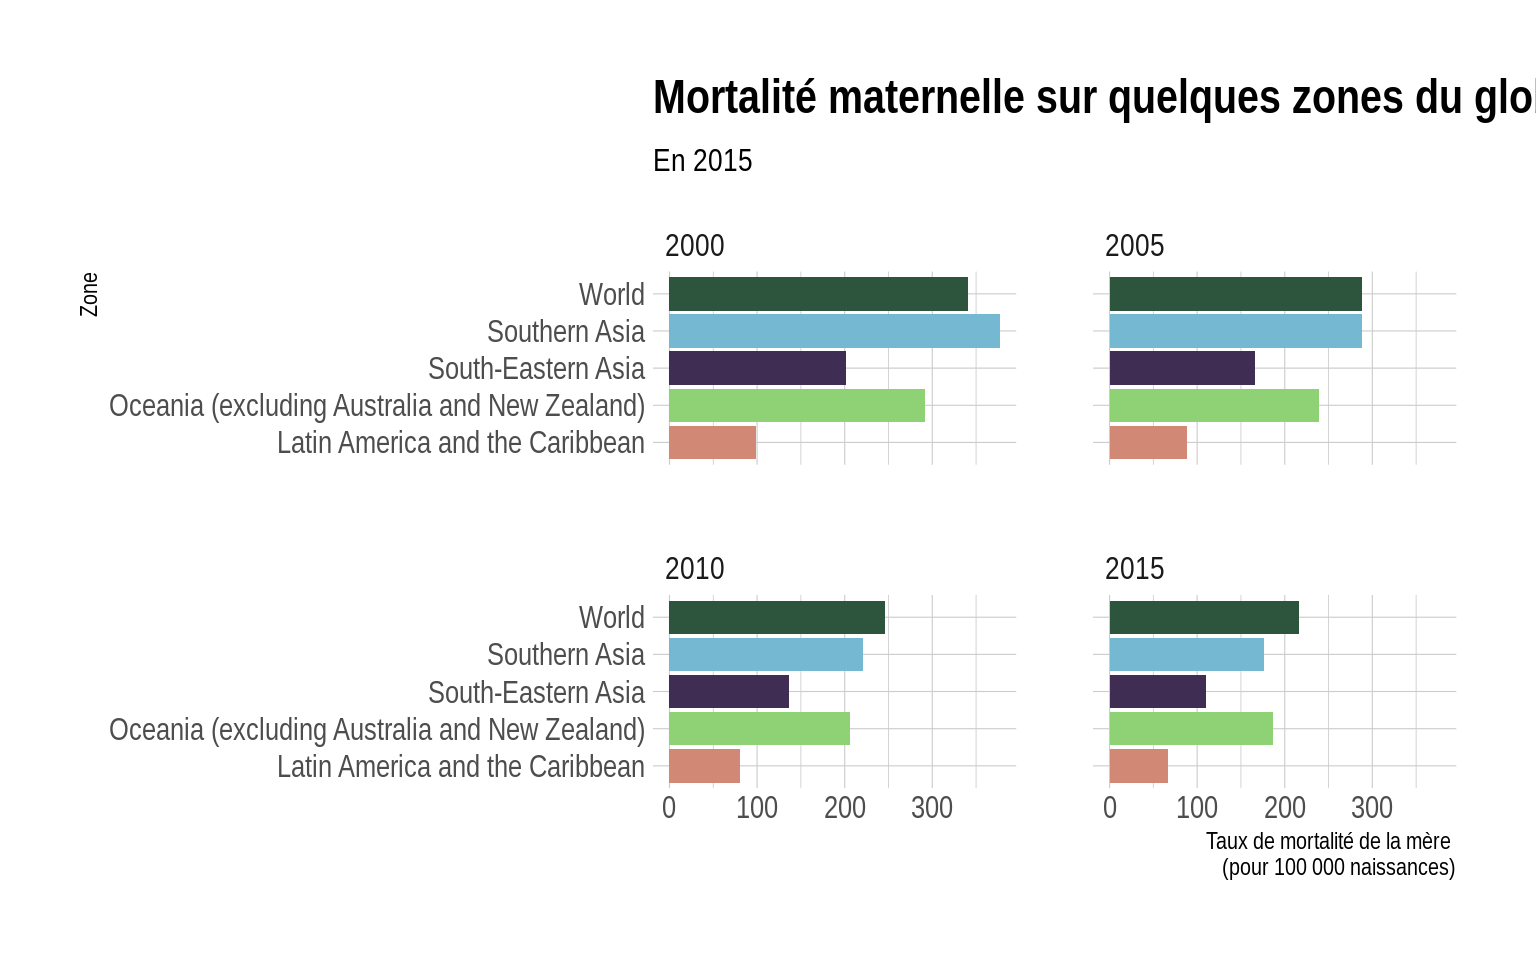 Mortalité maternelle sur quelques zones du
En 2015
Zone
2000
2005
World
Southern Asia
South-Eastern Asia
Oceania (excluding Australia and New Zealand)
Latin America and the Caribbean
2010
2015
World
Southern Asia
South-Eastern Asia
Oceania (excluding Australia and New Zealand)
Latin America and the Caribbean
0 100 200 300
0 100 200 300
Taux de mortalité de la mère
(pour 100 000 naissances)